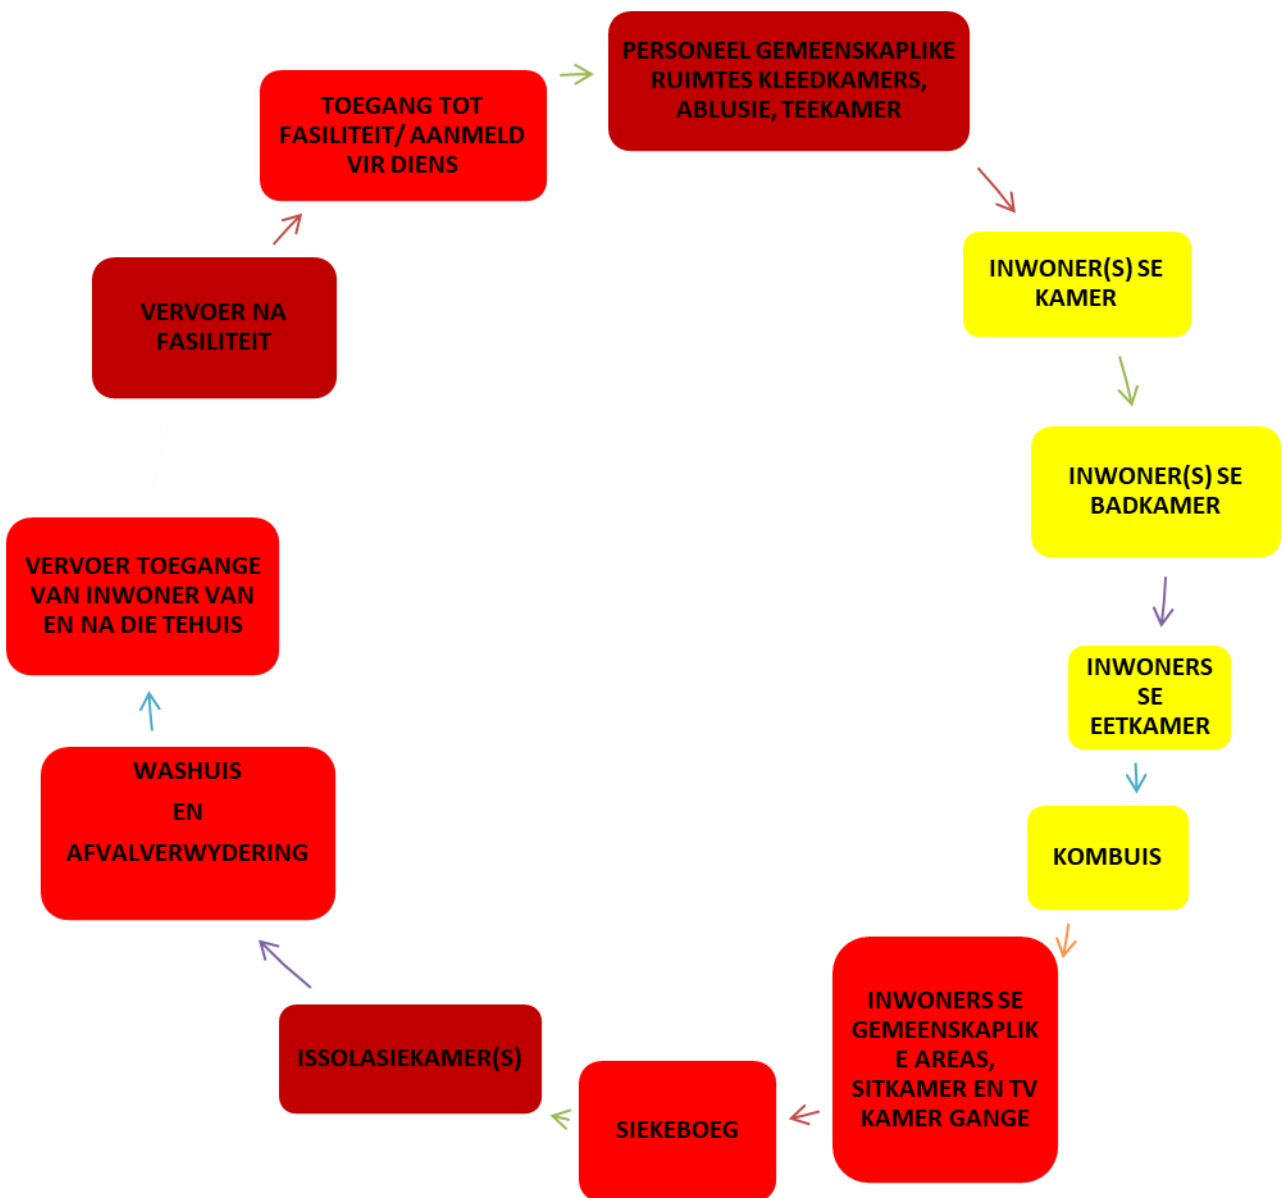 VERVOER NA
FASILITEIT
TOEGANG TOT
FASILITEIT/ AANMELD
VIR DIENS
PERSONEEL GEMEENSKAPLIKE
RUIMTES KLEEDKAMERS,
ABLUSIE, TEEKAMER
INWONER(S) SE
KAMER
INWONER(S) SE
BADKAMER
INWONERS
SE
EETKAMER
KOMBUIS
INWONERS SE
GEMEENSKAPLIK
E AREAS,
SITKAMER EN TV
KAMER GANGE
SIEKEBOEG
ISSOLASIEKAMER(S)
WASHUIS
EN
AFVALVERWYDERING
VERVOER TOEGANGE
VAN INWONER VAN
EN NA DIE TEHUIS